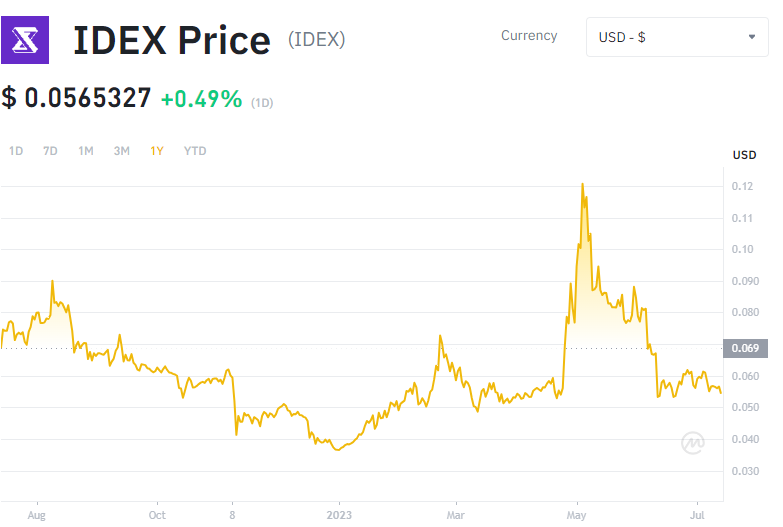 IDEX Price (IDEX)
Currency
USD - $
$ 0.0565327 +0.49% (1D)
1D 7D 1M 3M 1Y YTD
USD
0.12
0.11
0.10
0.090
0.080
0.069
0.060
0.050
0.040
0.030
Aug Oct 8 2023 Mar May Jul